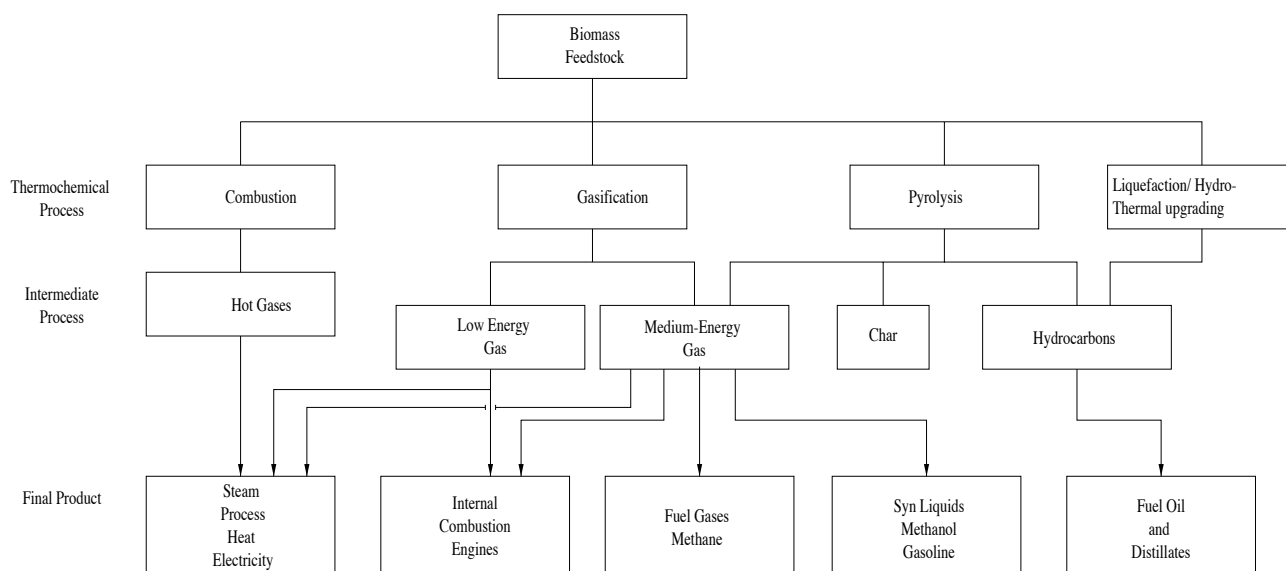 Biomass
Feedstock
Thermochemical
Process
Combustion
Gasification
Pyrolysis
Liquefaction/ Hydro-
Thermal upgrading
Intermediate
Process
Hot Gases
Low Energy
Gas
Medium-Energy
Gas
Char
Hydrocarbons
Final Product
Steam
Process
Heat
Electricity
Internal
Combustion
Engines
Fuel Gases
Methane
Syn Liquids
Methanol
Gasoline
Fuel Oil
and
Distillates